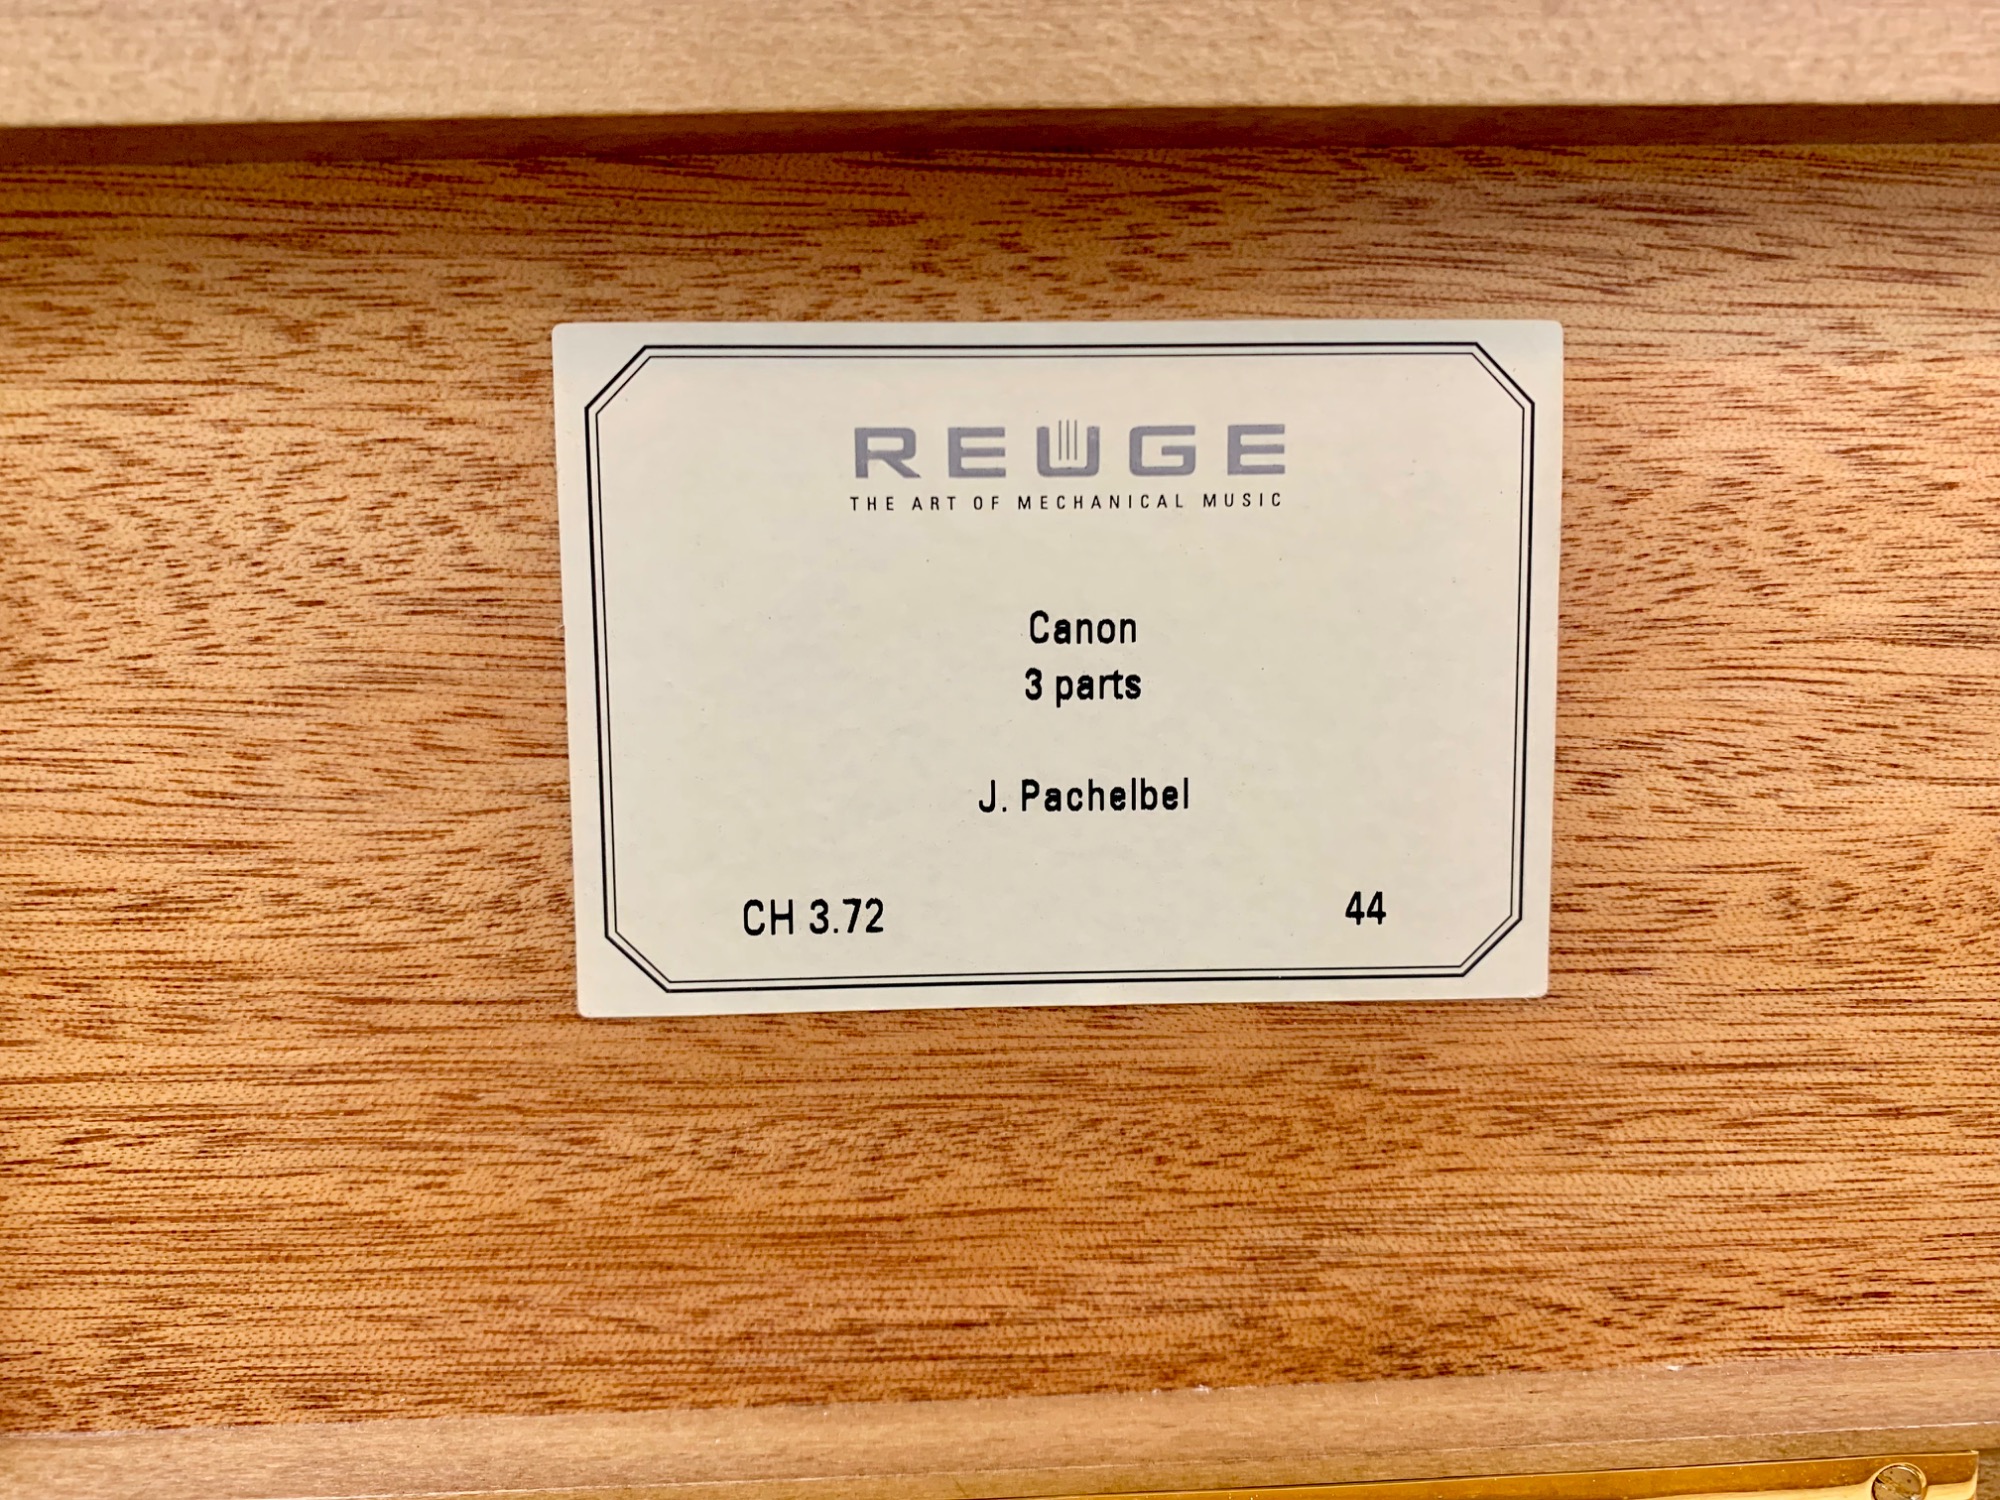 REUGE
THE ART OF MECHANICAL MUSIC
Canon
3 parts
J. Pachelbel
CH 3.72 44